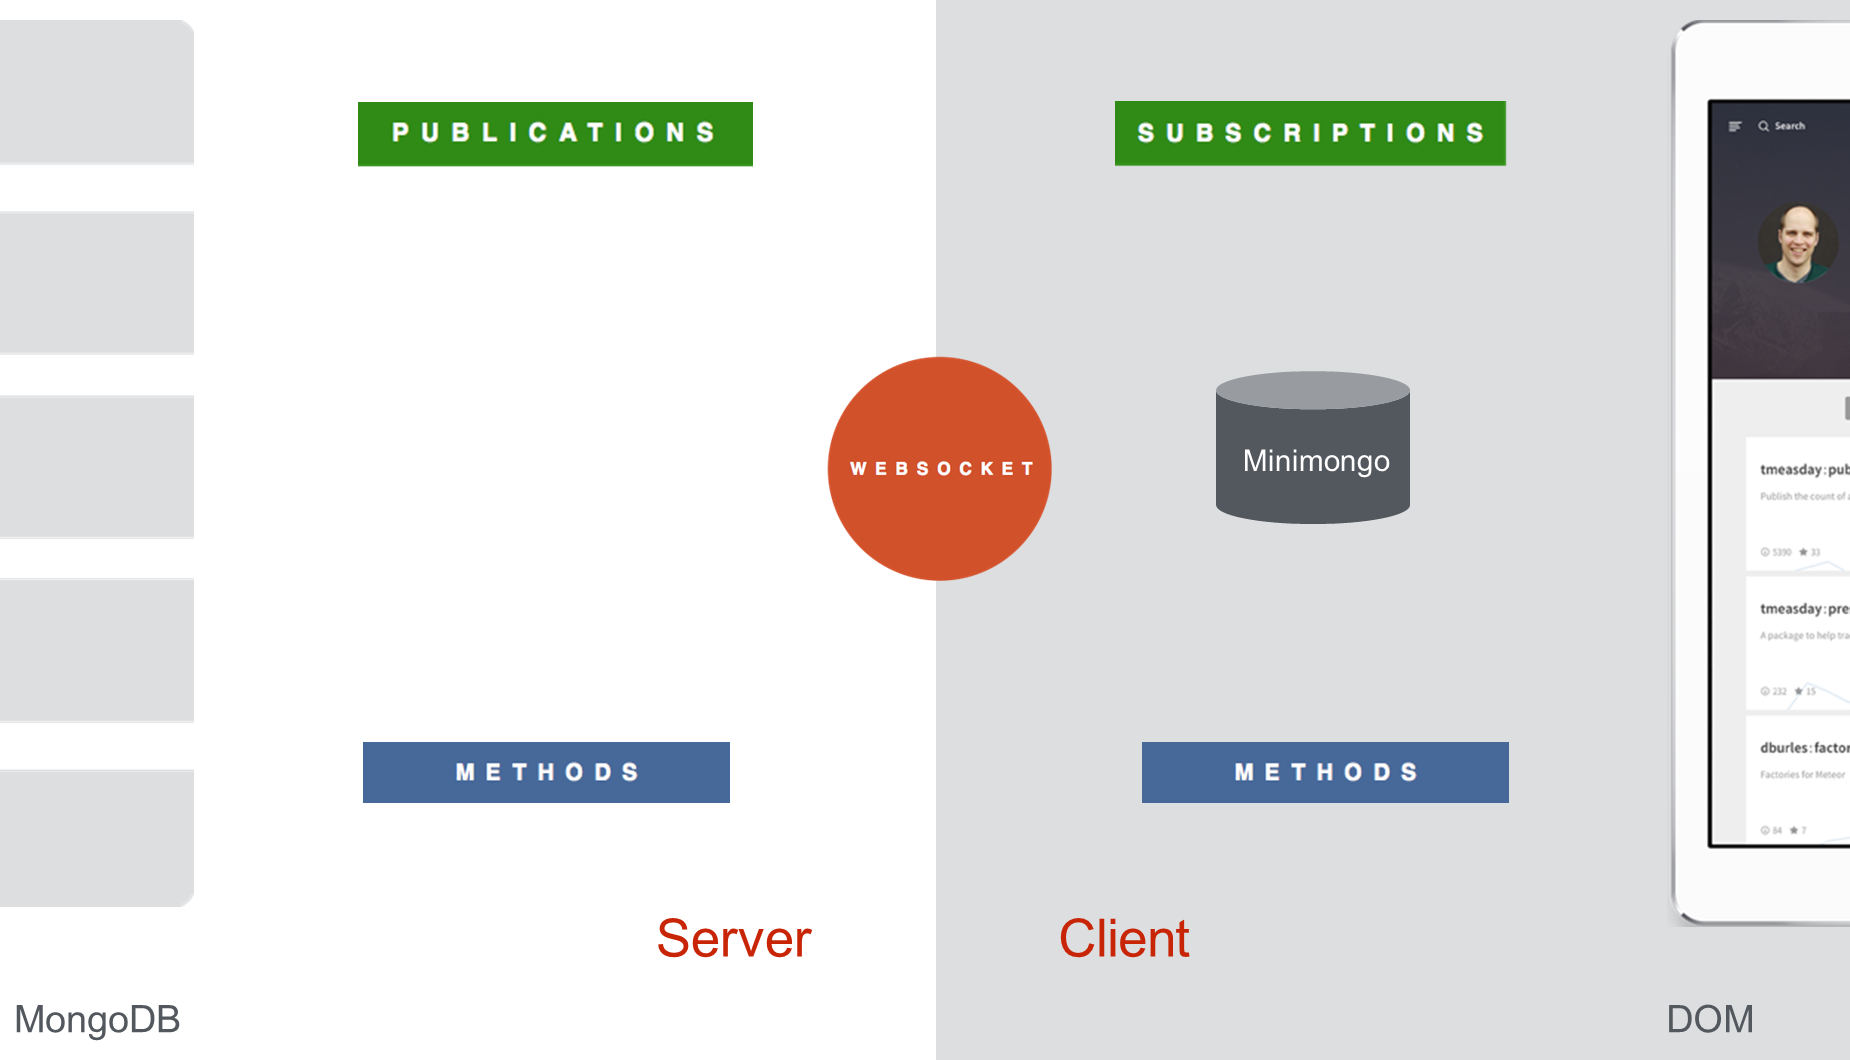 PUBLICATIONS
SUBSCRIPTIONS
Search
WEBSOCKET
Minimongo
tmeasday:pub
Publish the count of a
5390 33
tmeasday:pre
A package to help tra
232 15
METHODS
METHODS
dburles:factor
Factories for Meteor
84 7
Server
Client
MongoDB
DOM